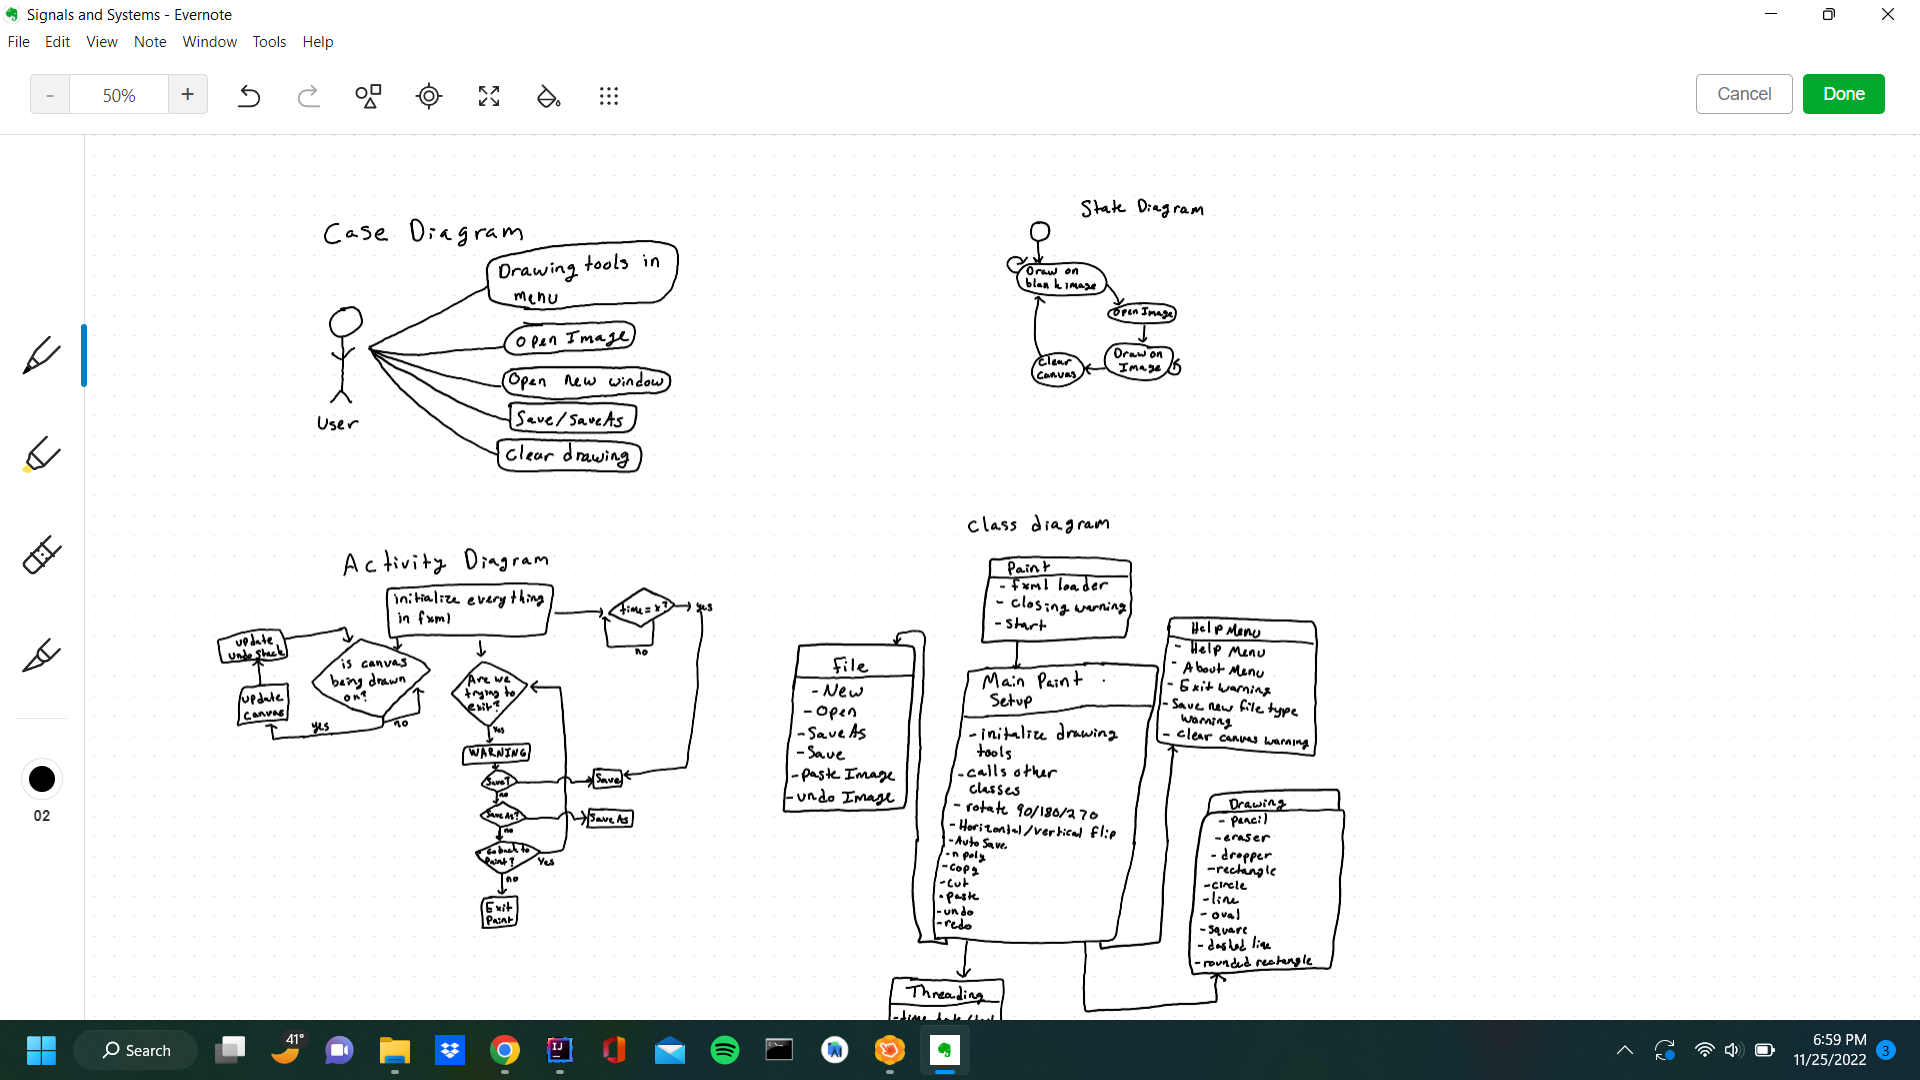 Signals and Systems - Evernote
File Edit View Note Window Tools Help
- 50% +
Cancel Done
02
Case Diagram
Drawing tools in
menu
Open Image
Open new window
Save/SaveAs
Clear drawing
User
State Diagram
Draw on
blank image
Open Image
Draw on
Image
Clear
Canvas
Activity Diagram
initialize everything
in fxml
time = x?
yes
no
update
Undo Stack
update
canvas
is canvas
being drawn
on?
yes
no
Are we
trying to
exit?
Yes
WARNING
Save?
Save
no
Save As?
Save As
no
Go back to
Paint?
Yes
no
Exit
Paint
Class diagram
Paint
- fxml loader
- closing warning
- start
File
- New
- Open
- Save As
- Save
- paste Image
- undo Image
Main Paint
Setup
- initalize drawing
tools
- calls other
classes
- rotate 90/180/270
- Horizontal/vertical flip
- Auto Save
- n poly
- copy
- cut
- paste
- undo
- redo
Help Menu
- Help Menu
- About Menu
- Exit warning
- Save new file type
warning
- Clear canvas warning
Drawing
- pencil
- eraser
- dropper
- rectangle
- circle
- line
- oval
- square
- dashed line
- rounded rectangle
Threading
Search
41°
6:59 PM
11/25/2022
3